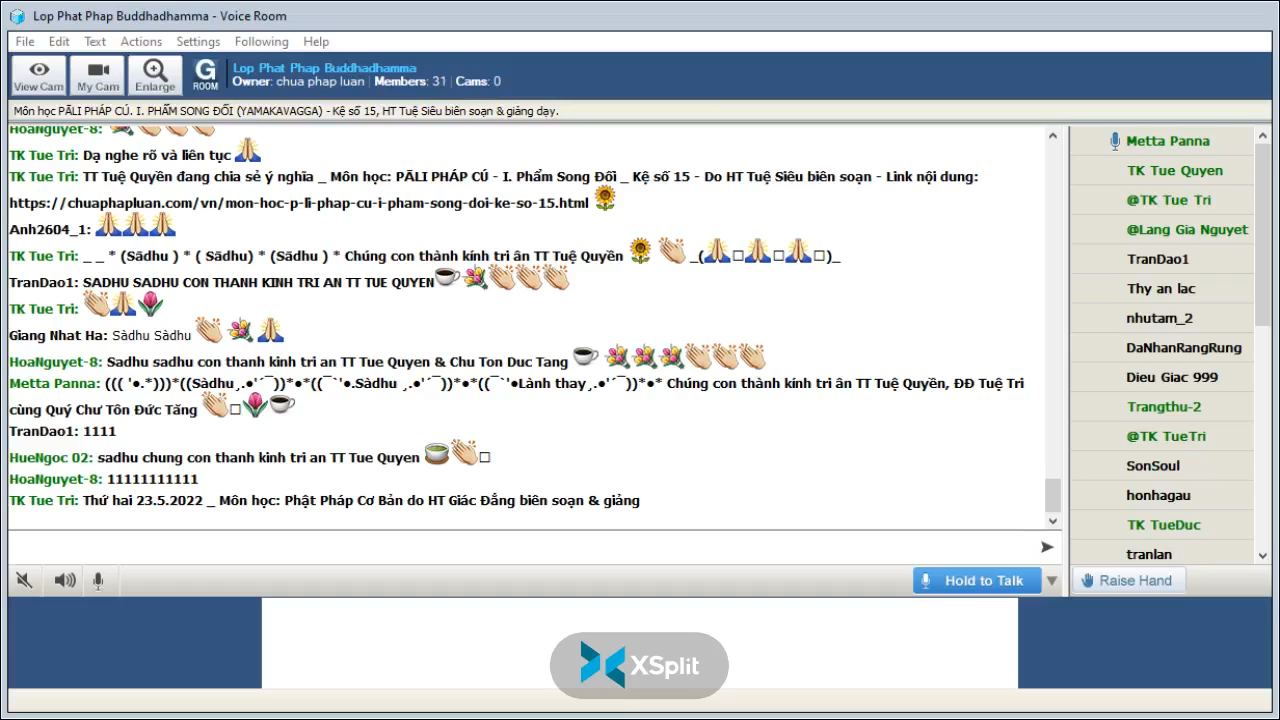 Lop Phat Phap Buddhadhamma - Voice Room
File Edit Text Actions Settings Following Help
View Cam My Cam Enlarge G ROOM
Lop Phat Phap Buddhadhamma
Owner: chua phap luan | Members: 31 | Cams: 0
Môn học PĀLI PHÁP CÚ. I. PHẨM SONG ĐỐI (YAMAKAVAGGA) - Kệ số 15, HT Tuệ Siêu biên soạn & giảng dạy.
HoaNguyet-8: 💐👏👏👏
TK Tue Tri: Dạ nghe rõ và liên tục 🙏
TK Tue Tri: TT Tuệ Quyền đang chia sẻ ý nghĩa _ Môn học: PĀLI PHÁP CÚ - I. Phẩm Song Đối _ Kệ số 15 - Do HT Tuệ Siêu biên soạn - Link nội dung:
https://chuaphapluan.com/vn/mon-hoc-p-li-phap-cu-i-pham-song-doi-ke-so-15.html 🌻
Anh2604_1: 🙏🙏🙏
TK Tue Tri: _ _ * (Sādhu ) * ( Sādhu) * (Sādhu ) * Chúng con thành kính tri ân TT Tuệ Quyền 🌻 👏 _(🙏□🙏□🙏□)_
TranDao1: SADHU SADHU CON THANH KINH TRI AN TT TUE QUYEN☕💐👏👏👏
TK Tue Tri: 👏🙏🌷
Giang Nhat Ha: Sàdhu Sàdhu 👏 💐 🙏
HoaNguyet-8: Sadhu sadhu con thanh kinh tri an TT Tue Quyen & Chu Ton Duc Tang ☕ 💐💐💐👏👏👏
Metta Panna: ((( '●.*)))*((Sàdhu¸.●'´¯))*●*((¯`'●.Sàdhu ¸.●'´¯))*●*((¯`'●Lành thay¸.●'´¯))*●* Chúng con thành kính tri ân TT Tuệ Quyền, ĐĐ Tuệ Tri
cùng Quý Chư Tôn Đức Tăng 👏□🌷☕
TranDao1: 1111
HueNgoc 02: sadhu chung con thanh kinh tri an TT Tue Quyen 🍵👏□
HoaNguyet-8: 11111111111
TK Tue Tri: Thứ hai 23.5.2022 _ Môn học: Phật Pháp Cơ Bản do HT Giác Đẳng biên soạn & giảng
Metta Panna
TK Tue Quyen
@TK Tue Tri
@Lang Gia Nguyet
TranDao1
Thy an lac
nhutam_2
DaNhanRangRung
Dieu Giac 999
Trangthu-2
@TK TueTri
SonSoul
honhagau
TK TueDuc
tranlan
Hold to Talk
Raise Hand
XSplit